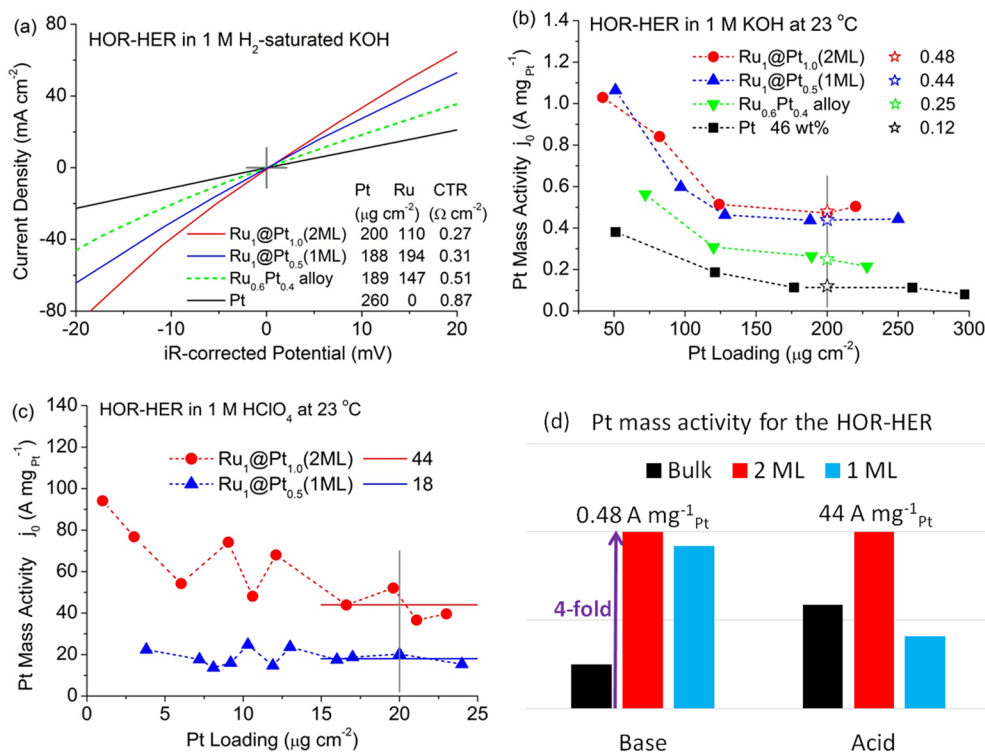 (a)
HOR-HER in 1 M H2-saturated KOH
Current Density (mA cm-2)
80
40
0
-40
-80
Pt Ru CTR
(μg cm-2) (Ω cm2)
Ru1@Pt1.0(2ML) 200 110 0.27
Ru1@Pt0.5(1ML) 188 194 0.31
Ru0.6Pt0.4 alloy 189 147 0.51
Pt 260 0 0.87
-20 -10 0 10 20
iR-corrected Potential (mV)
(b)
HOR-HER in 1 M KOH at 23 °C
Pt Mass Activity j0 (A mgPt-1)
1.4
1.2
1.0
0.8
0.6
0.4
0.2
0.0
Ru1@Pt1.0(2ML) 0.48
Ru1@Pt0.5(1ML) 0.44
Ru0.6Pt0.4 alloy 0.25
Pt 46 wt% 0.12
50 100 150 200 250 300
Pt Loading (μg cm-2)
(c)
HOR-HER in 1 M HClO4 at 23 °C
Pt Mass Activity j0 (A mgPt-1)
140
120
100
80
60
40
20
0
Ru1@Pt1.0(2ML) 44
Ru1@Pt0.5(1ML) 18
0 5 10 15 20 25
Pt Loading (μg cm-2)
(d) Pt mass activity for the HOR-HER
Bulk 2 ML 1 ML
0.48 A mg-1Pt 44 A mg-1Pt
4-fold
Base Acid